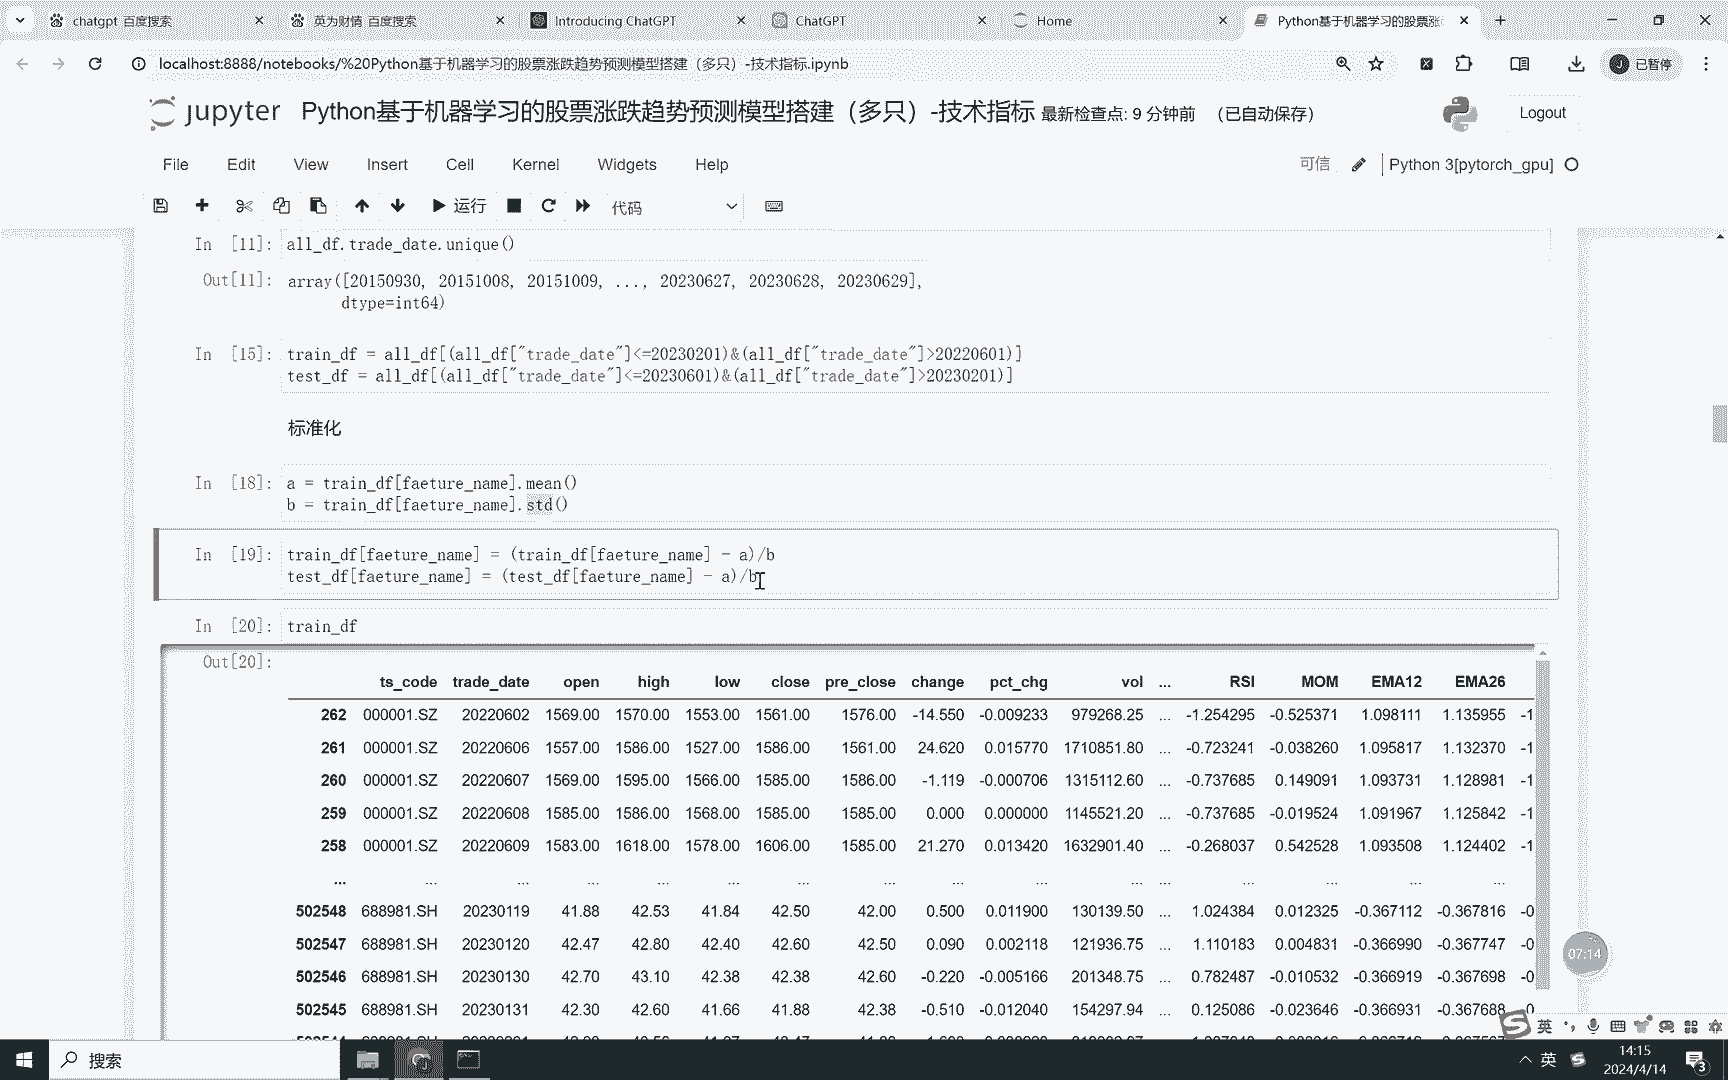 chatgpt_百度搜索
英为财情_百度搜索
Introducing ChatGPT
ChatGPT
Home
Python基于机器学习的股票涨
localhost:8888/notebooks/%20Python基于机器学习的股票涨跌趋势预测模型搭建（多只）-技术指标.ipynb
已暂停
jupyter Python基于机器学习的股票涨跌趋势预测模型搭建（多只）-技术指标 最新检查点: 9 分钟前 （已自动保存）
Logout
File Edit View Insert Cell Kernel Widgets Help
可信 Python 3[pytorch_gpu]
运行 代码
In [11]: all_df.trade_date.unique()
Out[11]: array([20150930, 20151008, 20151009, ..., 20230627, 20230628, 20230629],
dtype=int64)
In [15]: train_df = all_df[(all_df["trade_date"]<=20230201)&(all_df["trade_date"]>20220601)]
test_df = all_df[(all_df["trade_date"]<=20230601)&(all_df["trade_date"]>20230201)]
标准化
In [18]: a = train_df[faeture_name].mean()
b = train_df[faeture_name].std()
In [19]: train_df[faeture_name] = (train_df[faeture_name] - a)/b
test_df[faeture_name] = (test_df[faeture_name] - a)/b
In [20]: train_df
Out[20]:
ts_code trade_date open high low close pre_close change pct_chg vol ... RSI MOM EMA12 EMA26
262 000001.SZ 20220602 1569.00 1570.00 1553.00 1561.00 1576.00 -14.550 -0.009233 979268.25 ... -1.254295 -0.525371 1.098111 1.135955 -1
261 000001.SZ 20220606 1557.00 1586.00 1527.00 1586.00 1561.00 24.620 0.015770 1710851.80 ... -0.723241 -0.038260 1.095817 1.132370 -1
260 000001.SZ 20220607 1569.00 1595.00 1566.00 1585.00 1586.00 -1.119 -0.000706 1315112.60 ... -0.737685 0.149091 1.093731 1.128981 -1
259 000001.SZ 20220608 1585.00 1586.00 1568.00 1585.00 1585.00 0.000 0.000000 1145521.20 ... -0.737685 -0.019524 1.091967 1.125842 -1
258 000001.SZ 20220609 1583.00 1618.00 1578.00 1606.00 1585.00 21.270 0.013420 1632901.40 ... -0.268037 0.542528 1.093508 1.124402 -1
... ... ... ... ... ... ... ... ... ... ... ... ... ... ... ...
502548 688981.SH 20230119 41.88 42.53 41.84 42.50 42.00 0.500 0.011900 130139.50 ... 1.024384 0.012325 -0.367112 -0.367816 -0
502547 688981.SH 20230120 42.47 42.80 42.40 42.60 42.50 0.090 0.002118 121936.75 ... 1.110183 0.004831 -0.366990 -0.367747 -0
502546 688981.SH 20230130 42.70 43.10 42.38 42.38 42.60 -0.220 -0.005166 201348.75 ... 0.782487 -0.010532 -0.366919 -0.367698 -0
502545 688981.SH 20230131 42.30 42.60 41.66 41.88 42.38 -0.510 -0.012040 154297.94 ... 0.125086 -0.023646 -0.366931 -0.367688 -0
07:14
英
搜索
英
14:15
2024/4/14
3